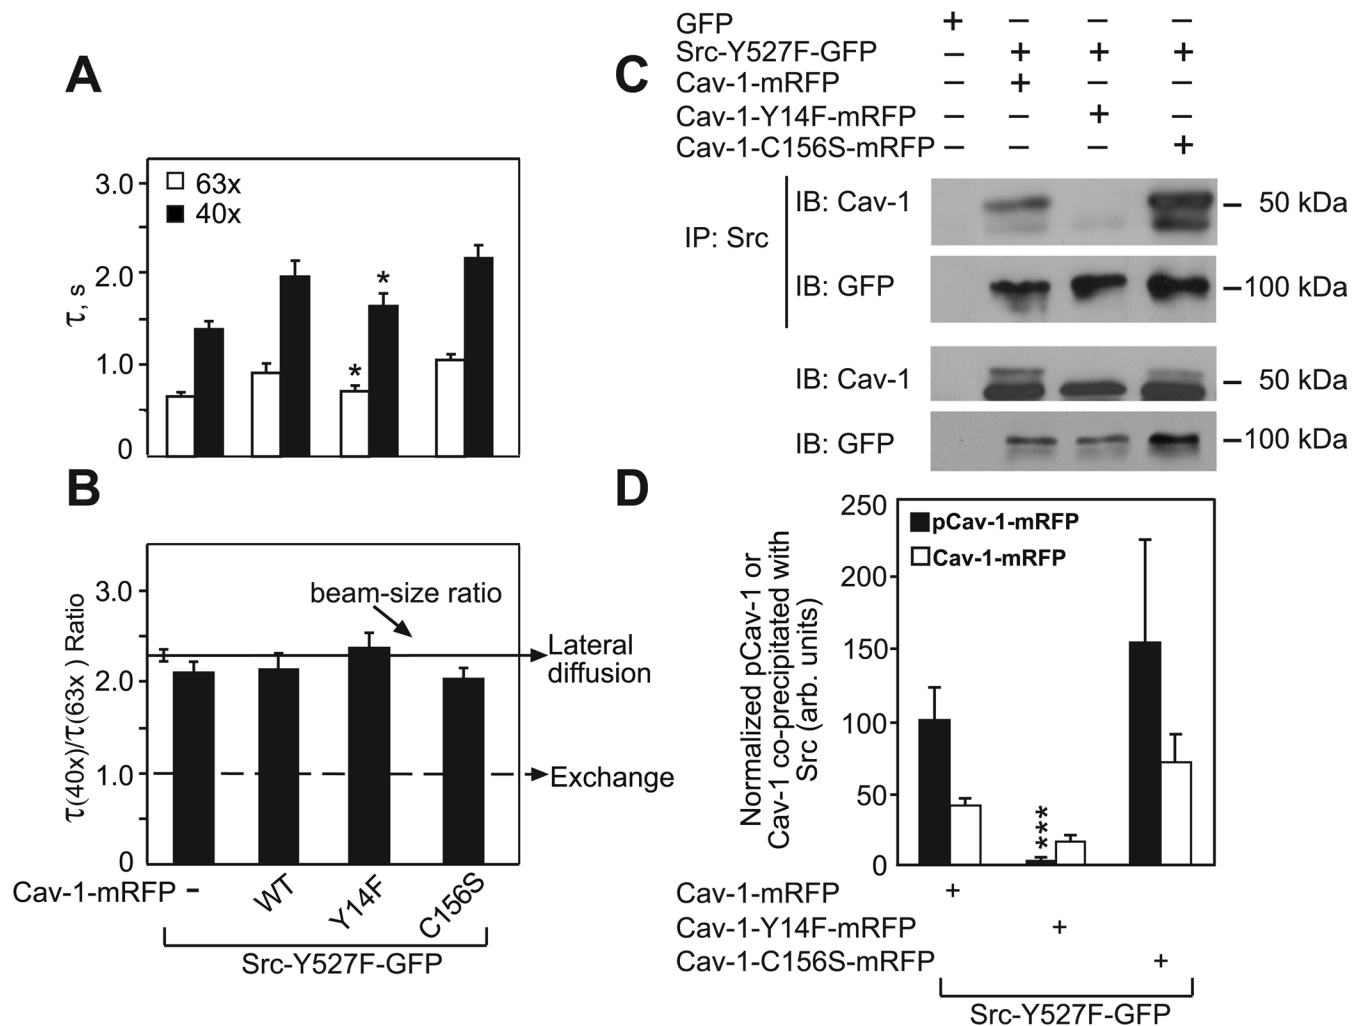 A
3.0
2.0
1.0
0
τ, s
63x
40x
*
*
B
3.0
2.0
1.0
0
τ(40x)/τ(63x) Ratio
beam-size ratio
Lateral
diffusion
Exchange
Cav-1-mRFP – WT Y14F C156S
Src-Y527F-GFP
C
GFP + – – –
Src-Y527F-GFP – + + +
Cav-1-mRFP – + – –
Cav-1-Y14F-mRFP – – + –
Cav-1-C156S-mRFP – – – +
IP: Src
IB: Cav-1 – 50 kDa
IB: GFP –100 kDa
IB: Cav-1 – 50 kDa
IB: GFP –100 kDa
D
Normalized pCav-1 or
Cav-1 co-precipitated with
Src (arb. units)
250
200
150
100
50
0
pCav-1-mRFP
Cav-1-mRFP
***
Cav-1-mRFP +
Cav-1-Y14F-mRFP +
Cav-1-C156S-mRFP +
Src-Y527F-GFP